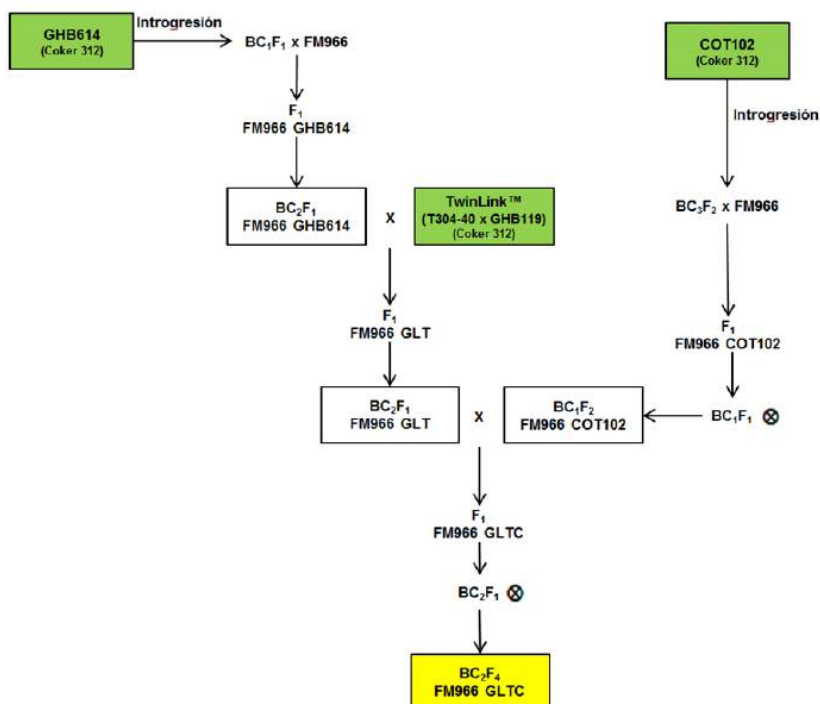 GHB614
(Coker 312)
Introgresión
BC₁F₁ x FM966
COT102
(Coker 312)
F₁
FM966 GHB614
Introgresión
BC₂F₁
FM966 GHB614
X
TwinLink™
(T304-40 x GHB119)
(Coker 312)
BC₃F₂ x FM966
F₁
FM966 GLT
F₁
FM966 COT102
BC₂F₁
FM966 GLT
X
BC₁F₂
FM966 COT102
BC₁F₁ ⊗
F₁
FM966 GLTC
BC₂F₁ ⊗
BC₂F₄
FM966 GLTC